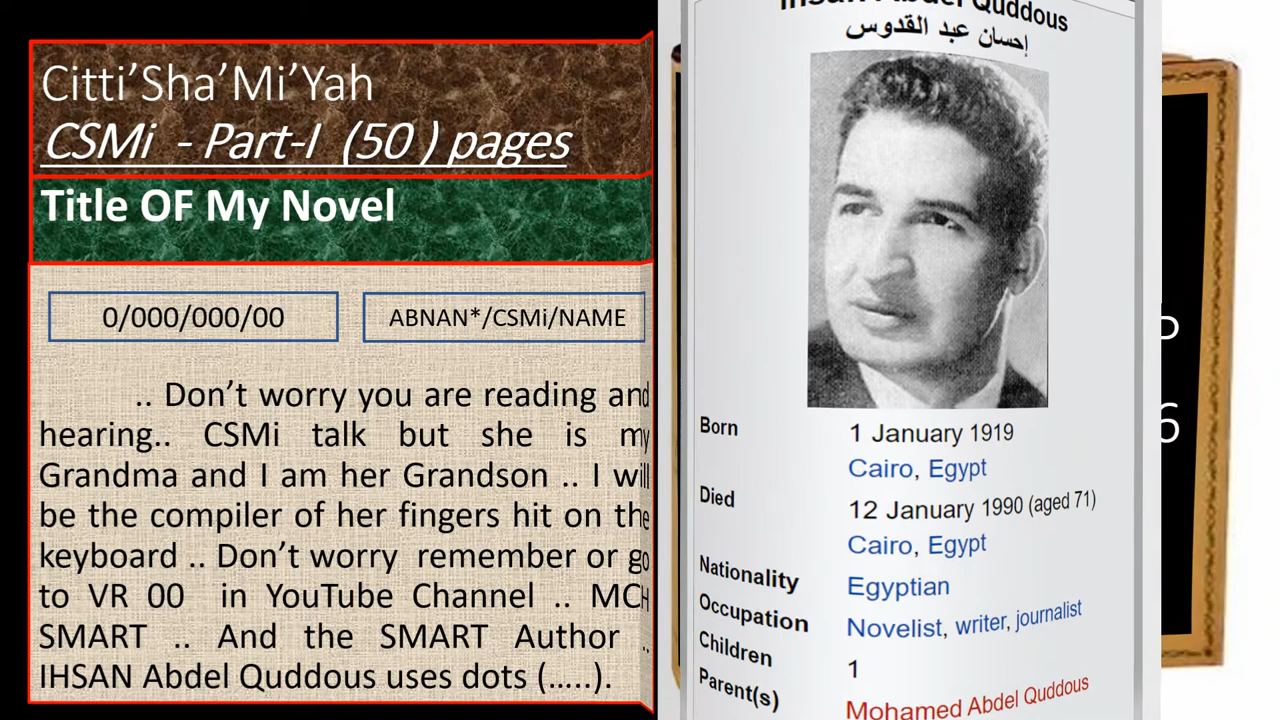 Citti’Sha’Mi’Yah
CSMi - Part-I (50 ) pages
Title OF My Novel
0/000/000/00
ABNAN*/CSMi/NAME
.. Don’t worry you are reading and
hearing.. CSMi talk but she is my
Grandma and I am her Grandson .. I will
be the compiler of her fingers hit on the
keyboard .. Don’t worry remember or go
to VR 00 in YouTube Channel .. MCH
SMART .. And the SMART Author ..
IHSAN Abdel Quddous uses dots (…..).
Ihsan Abdel Quddous
إحسان عبد القدوس
Born 1 January 1919
Cairo, Egypt
Died 12 January 1990 (aged 71)
Cairo, Egypt
Nationality Egyptian
Occupation Novelist, writer, journalist
Children 1
Parent(s) Mohamed Abdel Quddous
6